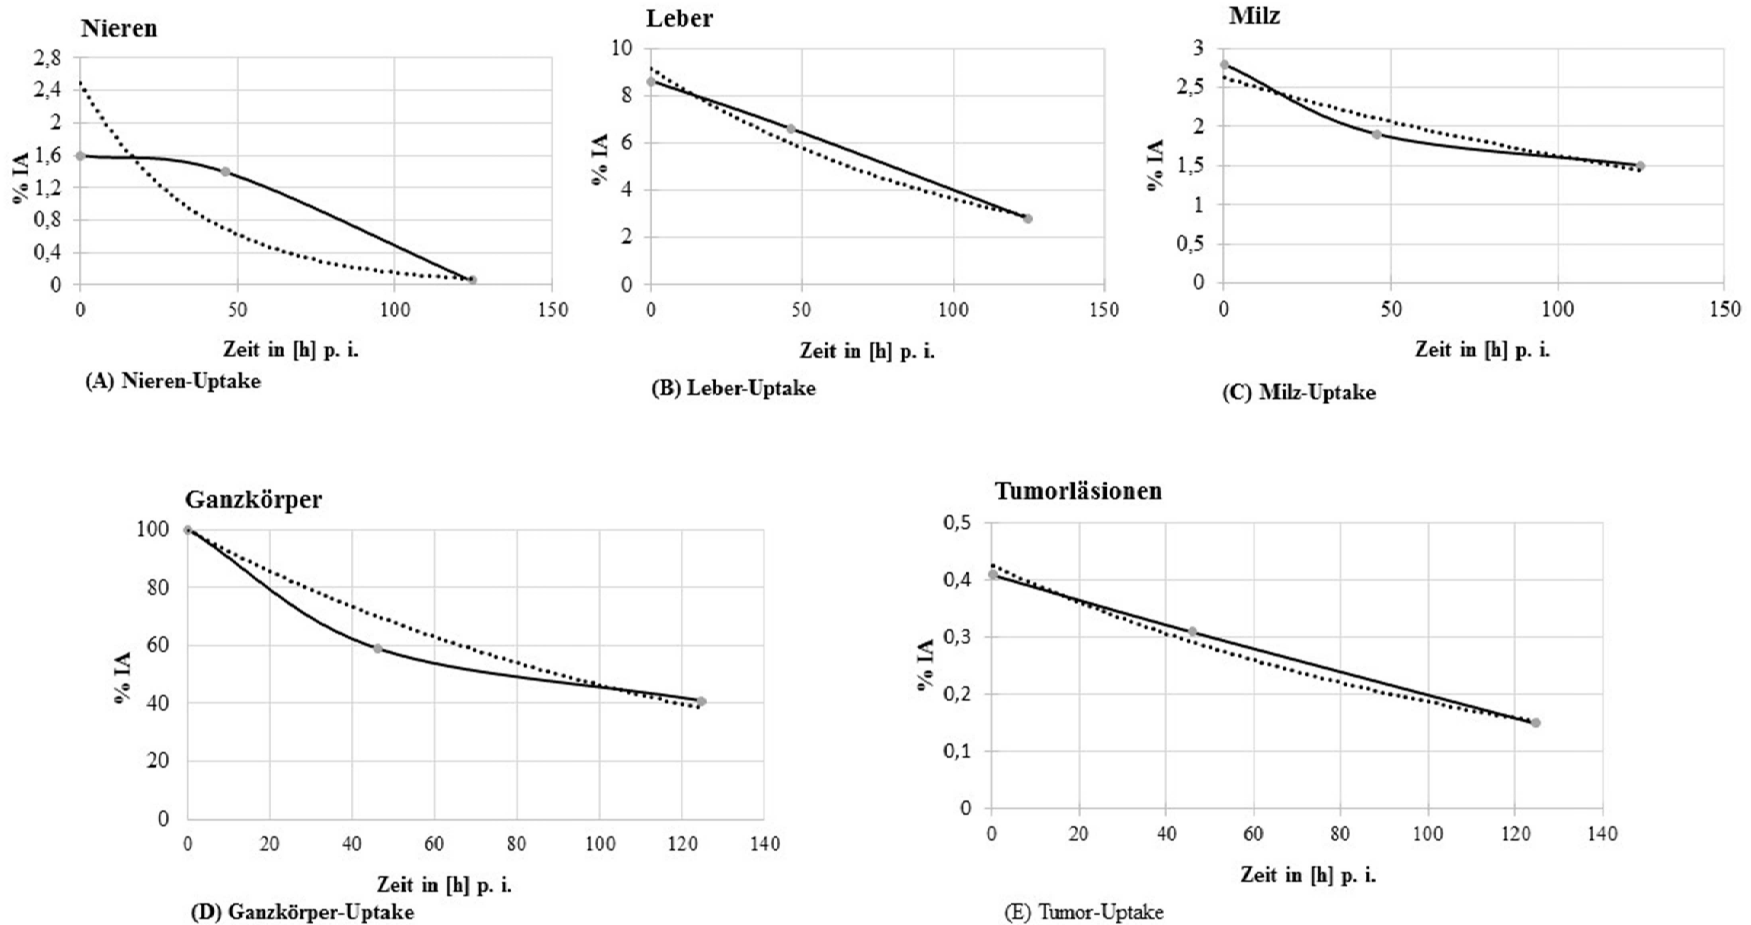 Nieren
2,8
2,4
2
1,6
1,2
0,8
0,4
0
% IA
0 50 100 150
Zeit in [h] p. i.
(A) Nieren-Uptake
Leber
10
8
6
4
2
0
% IA
0 50 100 150
Zeit in [h] p. i.
(B) Leber-Uptake
Milz
3
2,5
2
1,5
1
0,5
0
% IA
0 50 100 150
Zeit in [h] p. i.
(C) Milz-Uptake
Ganzkörper
100
80
60
40
20
0
% IA
0 20 40 60 80 100 120 140
Zeit in [h] p. i.
(D) Ganzkörper-Uptake
Tumorläsionen
0,5
0,4
0,3
0,2
0,1
0
% IA
0 20 40 60 80 100 120 140
Zeit in [h] p. i.
(E) Tumor-Uptake